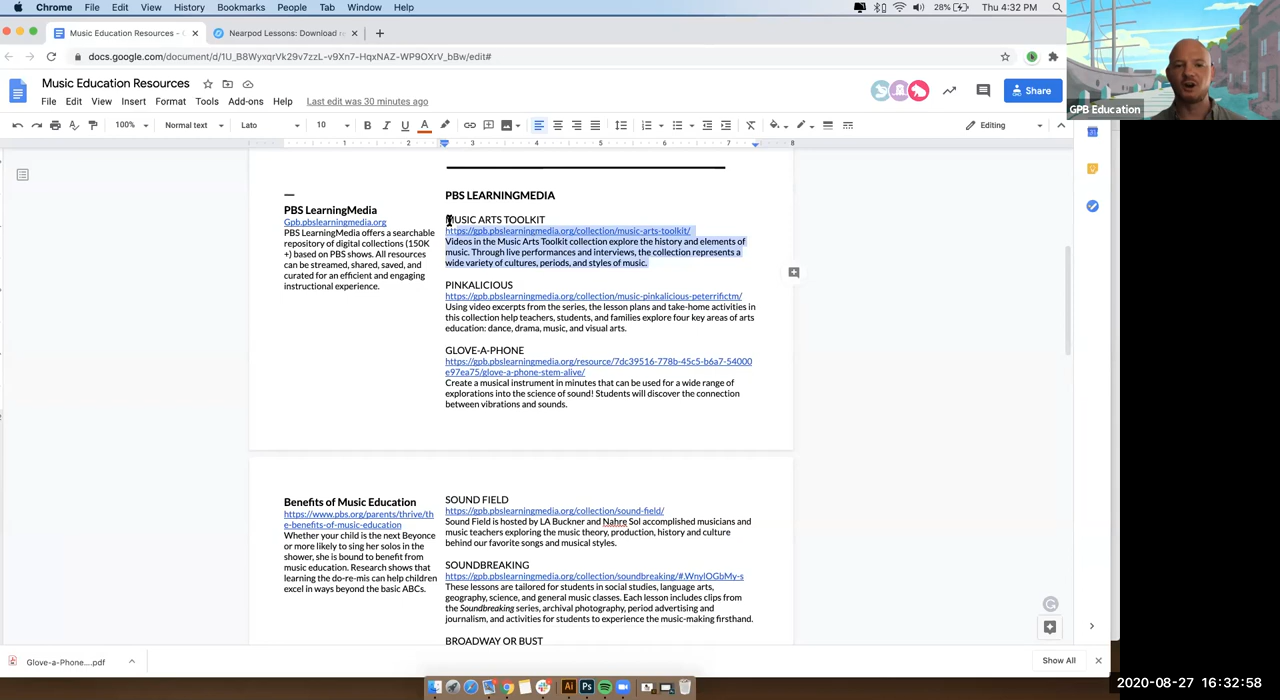 Chrome File Edit View History Bookmarks People Tab Window Help
28% Thu 4:32 PM
Music Education Resources -
Nearpod Lessons: Download r
docs.google.com/document/d/1U_B8WyxqrVk29v7zzL-v9Xn7-HqxNAZ-WP9OXrV_bBw/edit#
GPB Education
Music Education Resources
File Edit View Insert Format Tools Add-ons Help Last edit was 30 minutes ago
Share
100% Normal text Lato 10 B I U A Editing
1 2 3 4 5 6 7 8
PBS LearningMedia
Gpb.pbslearningmedia.org
PBS LearningMedia offers a searchable
repository of digital collections (150K
+) based on PBS shows. All resources
can be streamed, shared, saved, and
curated for an efficient and engaging
instructional experience.
PBS LEARNINGMEDIA
MUSIC ARTS TOOLKIT
https://gpb.pbslearningmedia.org/collection/music-arts-toolkit/
Videos in the Music Arts Toolkit collection explore the history and elements of
music. Through live performances and interviews, the collection represents a
wide variety of cultures, periods, and styles of music.
PINKALICIOUS
https://gpb.pbslearningmedia.org/collection/music-pinkalicious-peterrifictm/
Using video excerpts from the series, the lesson plans and take-home activities in
this collection help teachers, students, and families explore four key areas of arts
education: dance, drama, music, and visual arts.
GLOVE-A-PHONE
https://gpb.pbslearningmedia.org/resource/7dc39516-778b-45c5-b6a7-54000
e97ea75/glove-a-phone-stem-alive/
Create a musical instrument in minutes that can be used for a wide range of
explorations into the science of sound! Students will discover the connection
between vibrations and sounds.
Benefits of Music Education
https://www.pbs.org/parents/thrive/th
e-benefits-of-music-education
Whether your child is the next Beyonce
or more likely to sing her solos in the
shower, she is bound to benefit from
music education. Research shows that
learning the do-re-mis can help children
excel in ways beyond the basic ABCs.
SOUND FIELD
https://gpb.pbslearningmedia.org/collection/sound-field/
Sound Field is hosted by LA Buckner and Nahre Sol accomplished musicians and
music teachers exploring the music theory, production, history and culture
behind our favorite songs and musical styles.
SOUNDBREAKING
https://gpb.pbslearningmedia.org/collection/soundbreaking/#.WnylOGbMy-s
These lessons are tailored for students in social studies, language arts,
geography, science, and general music classes. Each lesson includes clips from
the Soundbreaking series, archival photography, period advertising and
journalism, and activities for students to experience the music-making firsthand.
BROADWAY OR BUST
Glove-a-Phone....pdf
Show All
Ai Ps
2020-08-27 16:32:58